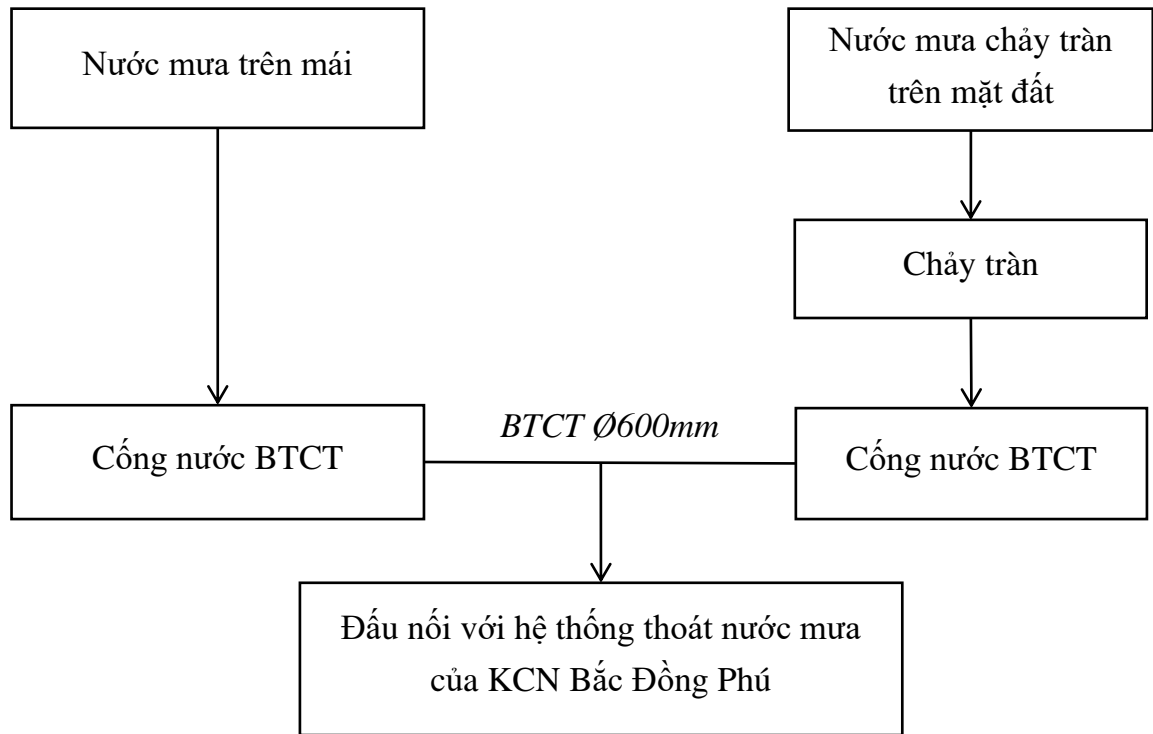 Nước mưa trên mái
Nước mưa chảy tràn
trên mặt đất
Chảy tràn
Cống nước BTCT
BTCT Ø600mm
Cống nước BTCT
Đấu nối với hệ thống thoát nước mưa
của KCN Bắc Đồng Phú